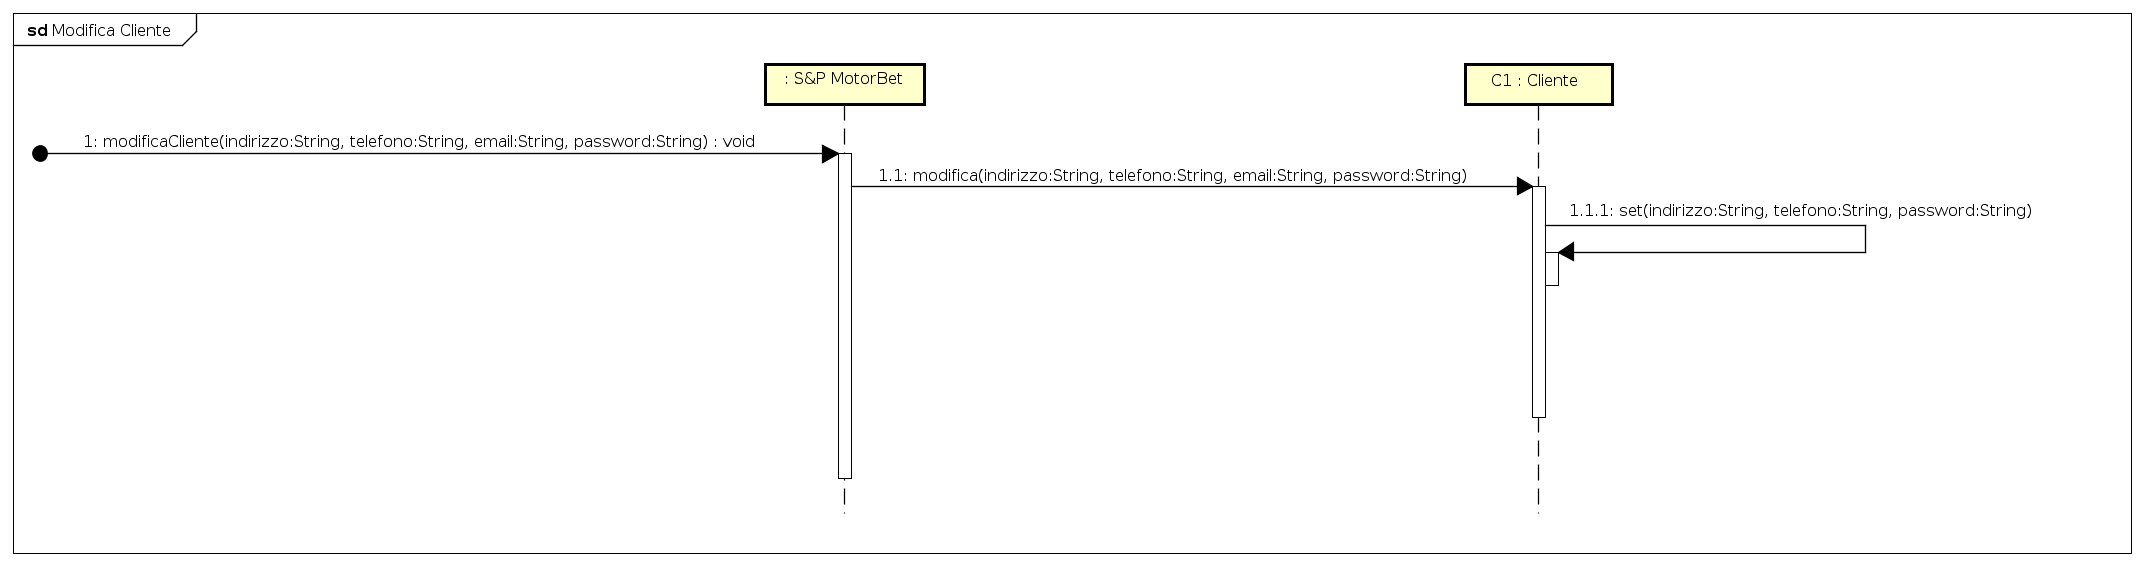 sd Modifica Cliente
: S&P MotorBet
C1 : Cliente
1: modificaCliente(indirizzo:String, telefono:String, email:String, password:String) : void
1.1: modifica(indirizzo:String, telefono:String, email:String, password:String)
1.1.1: set(indirizzo:String, telefono:String, password:String)